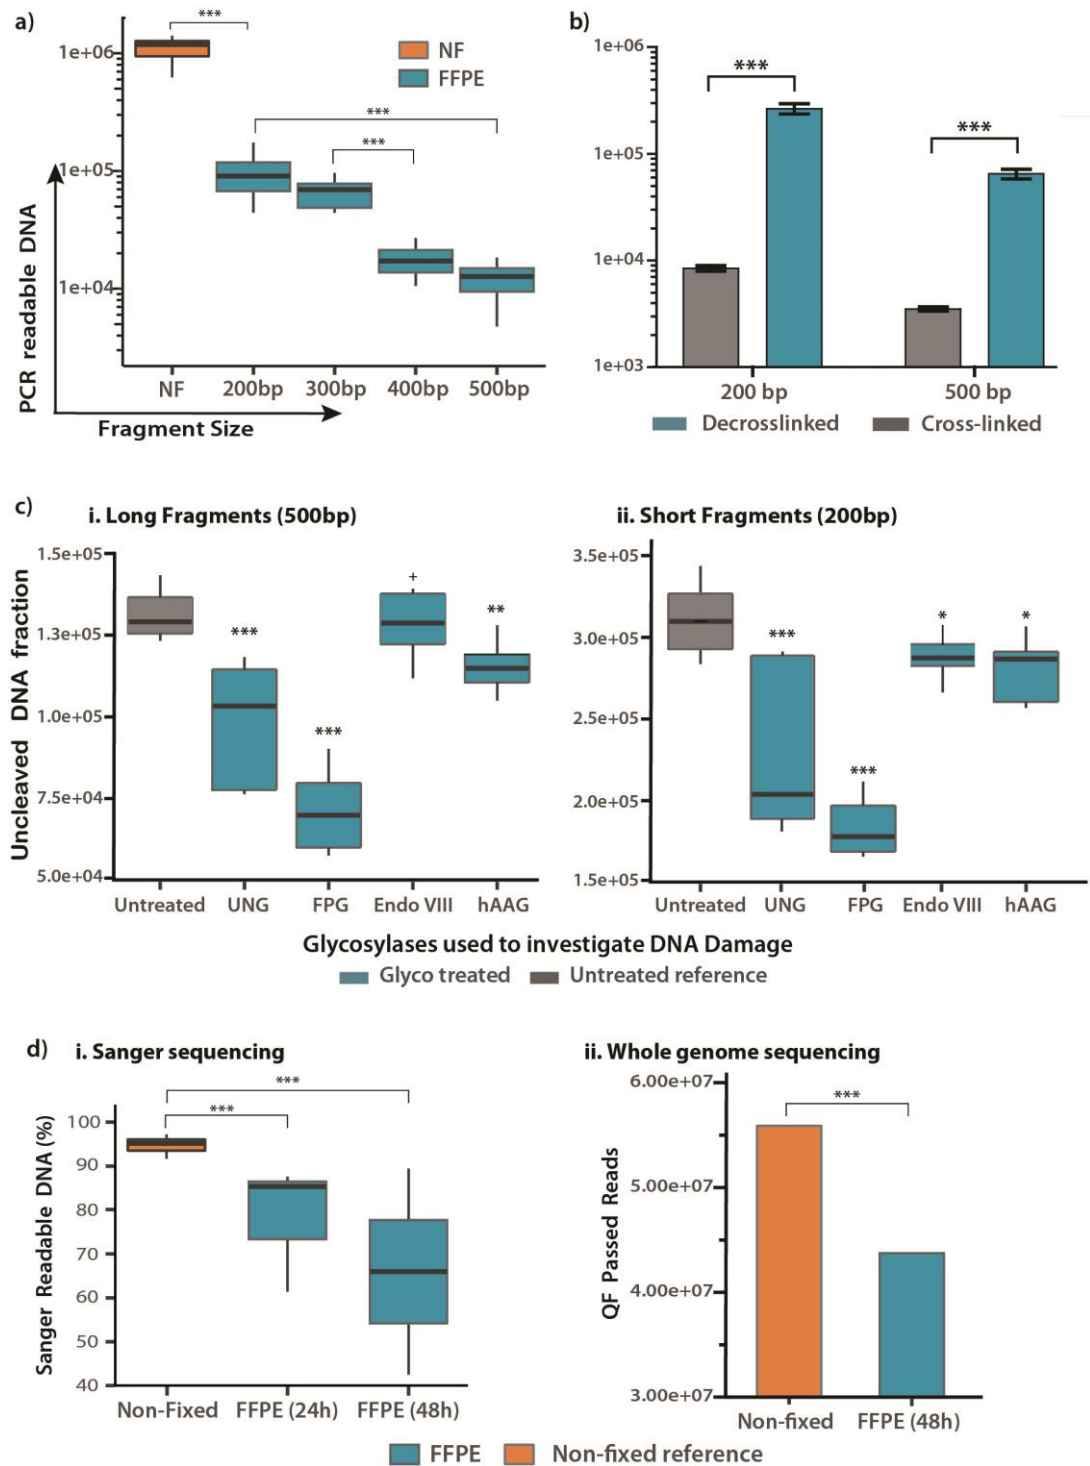 a)
***
1e+06
NF
FFPE
***
***
1e+05
1e+04
PCR readable DNA
NF 200bp 300bp 400bp 500bp
Fragment Size
b)
1e+06
***
***
1e+05
1e+04
1e+03
200 bp 500 bp
Decrosslinked Cross-linked
c)
i. Long Fragments (500bp)
1.5e+05
1.3e+05
1.0e+05
7.5e+04
5.0e+04
Uncleaved DNA fraction
***
***
+
**
Untreated UNG FPG Endo VIII hAAG
ii. Short Fragments (200bp)
3.5e+05
3.0e+05
2.5e+05
2.0e+05
1.5e+05
***
***
*
*
Untreated UNG FPG Endo VIII hAAG
Glycosylases used to investigate DNA Damage
Glyco treated Untreated reference
d)
i. Sanger sequencing
***
***
100
90
80
70
60
50
40
Sanger Readable DNA (%)
Non-Fixed FFPE (24h) FFPE (48h)
ii. Whole genome sequencing
6.00e+07
***
5.00e+07
4.00e+07
3.00e+07
QF Passed Reads
Non-fixed FFPE (48h)
FFPE Non-fixed reference